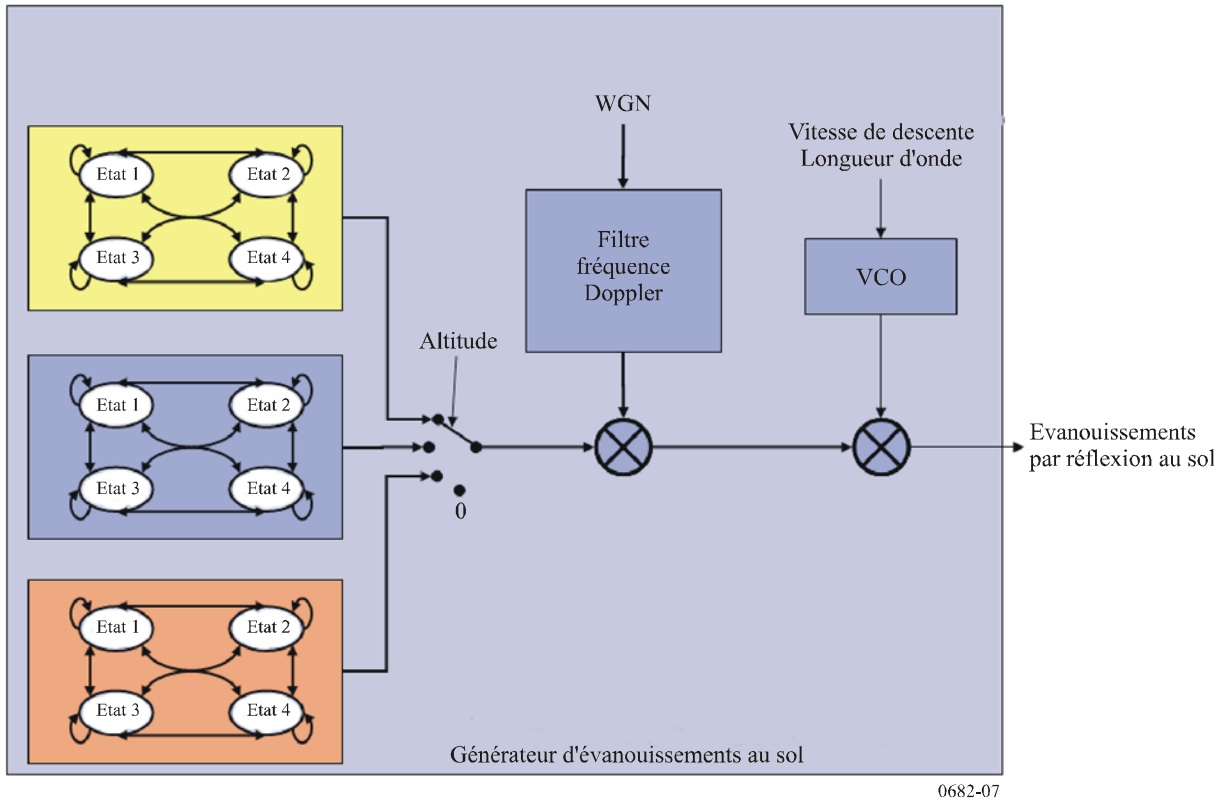 WGN
Vitesse de descente
Longueur d'onde
Etat 1
Etat 2
Etat 3
Etat 4
Filtre
fréquence
Doppler
VCO
Altitude
Etat 1
Etat 2
Etat 3
Etat 4
0
Evanouissements
par réflexion au sol
Etat 1
Etat 2
Etat 3
Etat 4
Générateur d'évanouissements au sol
0682-07